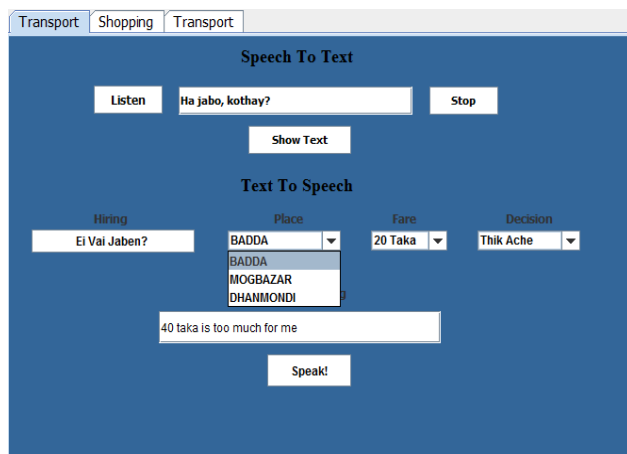 Transport Shopping Transport
Speech To Text
Listen Ha jabo, kothay? Stop
Show Text
Text To Speech
Hiring Place Fare Decision
Ei Vai Jaben? BADDA 20 Taka Thik Ache
BADDA
MOGBAZAR
DHANMONDI
40 taka is too much for me
Speak!